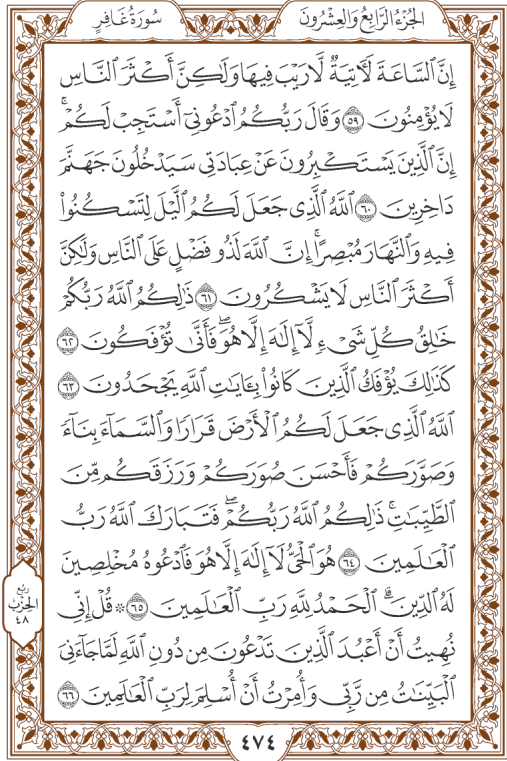 سُورَةُ غَافِرٍ
الجُزْءُ الرَّابِعُ وَالعِشْرُونَ
إِنَّ ٱلسَّاعَةَ لَأٓتِيَةٌ لَّا رَيۡبَ فِيهَا وَلَٰكِنَّ أَكۡثَرَ ٱلنَّاسِ
لَا يُؤۡمِنُونَ ٥٩ وَقَالَ رَبُّكُمُ ٱدۡعُونِيٓ أَسۡتَجِبۡ لَكُمۡۚ
إِنَّ ٱلَّذِينَ يَسۡتَكۡبِرُونَ عَنۡ عِبَادَتِي سَيَدۡخُلُونَ جَهَنَّمَ
دَاخِرِينَ ٦٠ ٱللَّهُ ٱلَّذِي جَعَلَ لَكُمُ ٱلَّيۡلَ لِتَسۡكُنُواْ
فِيهِ وَٱلنَّهَارَ مُبۡصِرًاۚ إِنَّ ٱللَّهَ لَذُو فَضۡلٍ عَلَى ٱلنَّاسِ وَلَٰكِنَّ
أَكۡثَرَ ٱلنَّاسِ لَا يَشۡكُرُونَ ٦١ ذَٰلِكُمُ ٱللَّهُ رَبُّكُمۡ
خَٰلِقُ كُلِّ شَيۡءٖ لَّآ إِلَٰهَ إِلَّا هُوَۖ فَأَنَّىٰ تُؤۡفَكُونَ ٦٢
كَذَٰلِكَ يُؤۡفَكُ ٱلَّذِينَ كَانُواْ بِـَٔايَٰتِ ٱللَّهِ يَجۡحَدُونَ ٦٣
ٱللَّهُ ٱلَّذِي جَعَلَ لَكُمُ ٱلۡأَرۡضَ قَرَارٗا وَٱلسَّمَآءَ بِنَآءٗ
وَصَوَّرَكُمۡ فَأَحۡسَنَ صُوَرَكُمۡ وَرَزَقَكُم مِّنَ
ٱلطَّيِّبَٰتِۚ ذَٰلِكُمُ ٱللَّهُ رَبُّكُمۡۖ فَتَبَارَكَ ٱللَّهُ رَبُّ
ٱلۡعَٰلَمِينَ ٦٤ هُوَ ٱلۡحَيُّ لَآ إِلَٰهَ إِلَّا هُوَ فَٱدۡعُوهُ مُخۡلِصِينَ
لَهُ ٱلدِّينَۗ ٱلۡحَمۡدُ لِلَّهِ رَبِّ ٱلۡعَٰلَمِينَ ٦٥ ۞ قُلۡ إِنِّي
نُهِيتُ أَنۡ أَعۡبُدَ ٱلَّذِينَ تَدۡعُونَ مِن دُونِ ٱللَّهِ لَمَّا جَآءَنِيَ
ٱلۡبَيِّنَٰتُ مِن رَّبِّي وَأُمِرۡتُ أَنۡ أُسۡلِمَ لِرَبِّ ٱلۡعَٰلَمِينَ ٦٦
رُبْعُ
الحِزْبِ
٤٨
٤٧٤